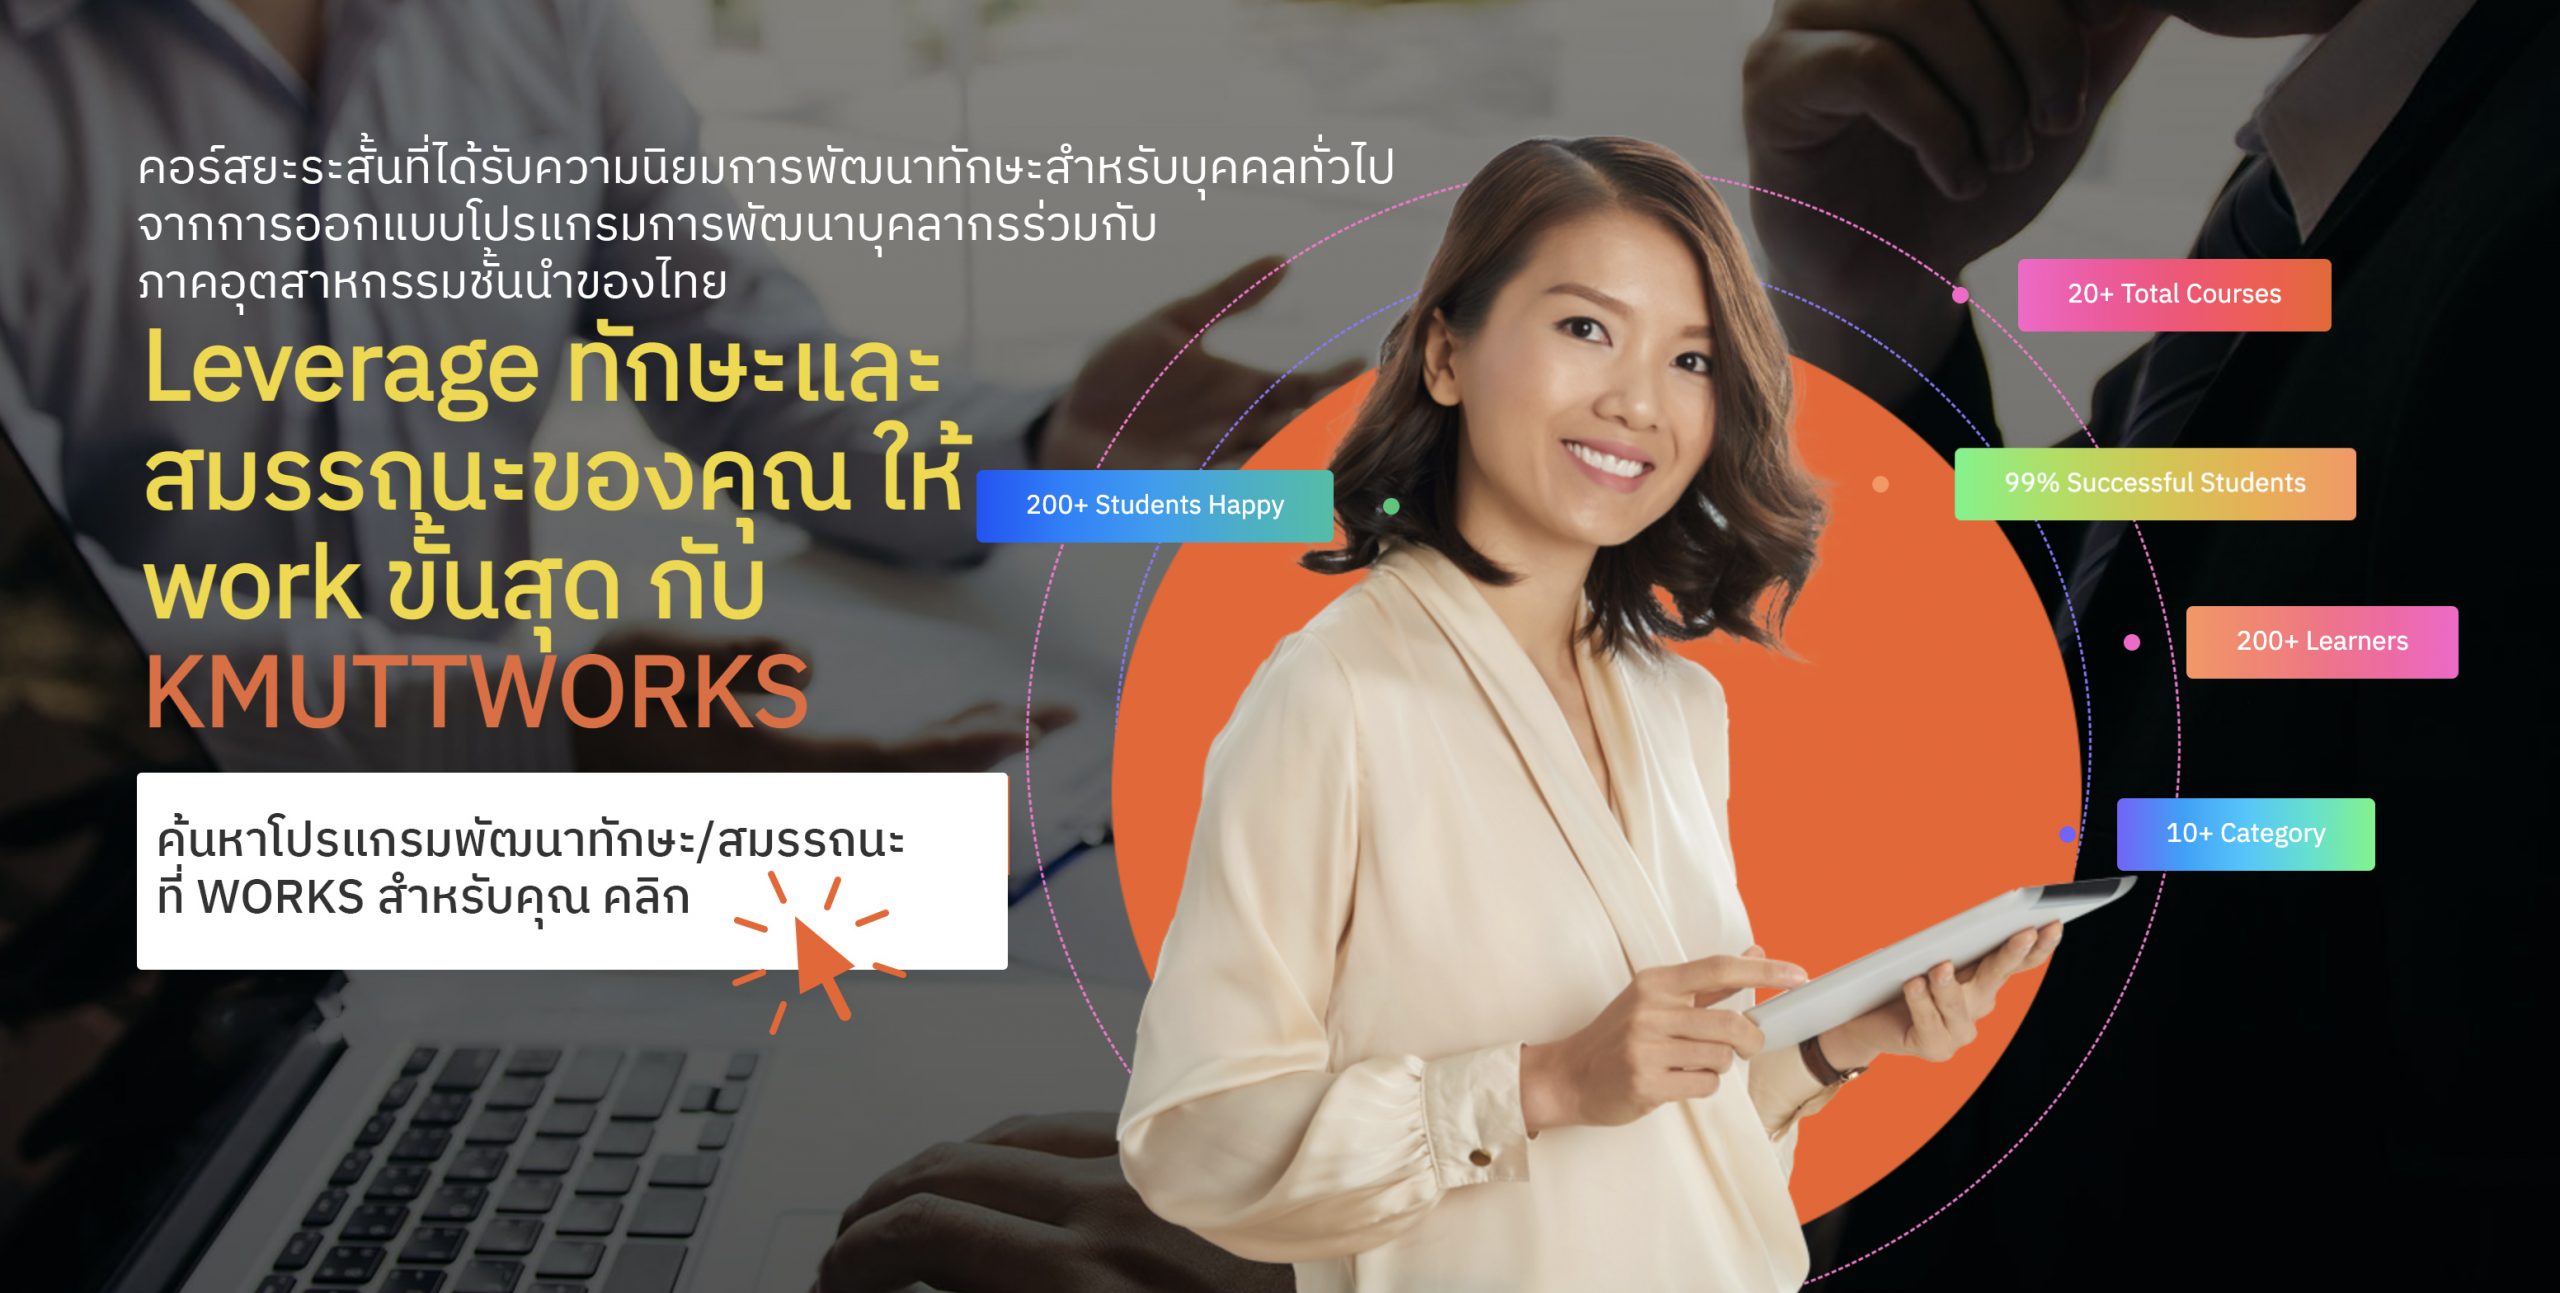 คอร์สยะระสั้นที่ได้รับความนิยมการพัฒนาทักษะสำหรับบุคคลทั่วไป
จากการออกแบบโปรแกรมการพัฒนาบุคลากรร่วมกับ
ภาคอุตสาหกรรมชั้นนำของไทย
Leverage ทักษะและ
สมรรถนะของคุณ ให้
work ขั้นสุด กับ
KMUTTWORKS
ค้นหาโปรแกรมพัฒนาทักษะ/สมรรถนะ
ที่ WORKS สำหรับคุณ คลิก
200+ Students Happy
20+ Total Courses
99% Successful Students
200+ Learners
10+ Category